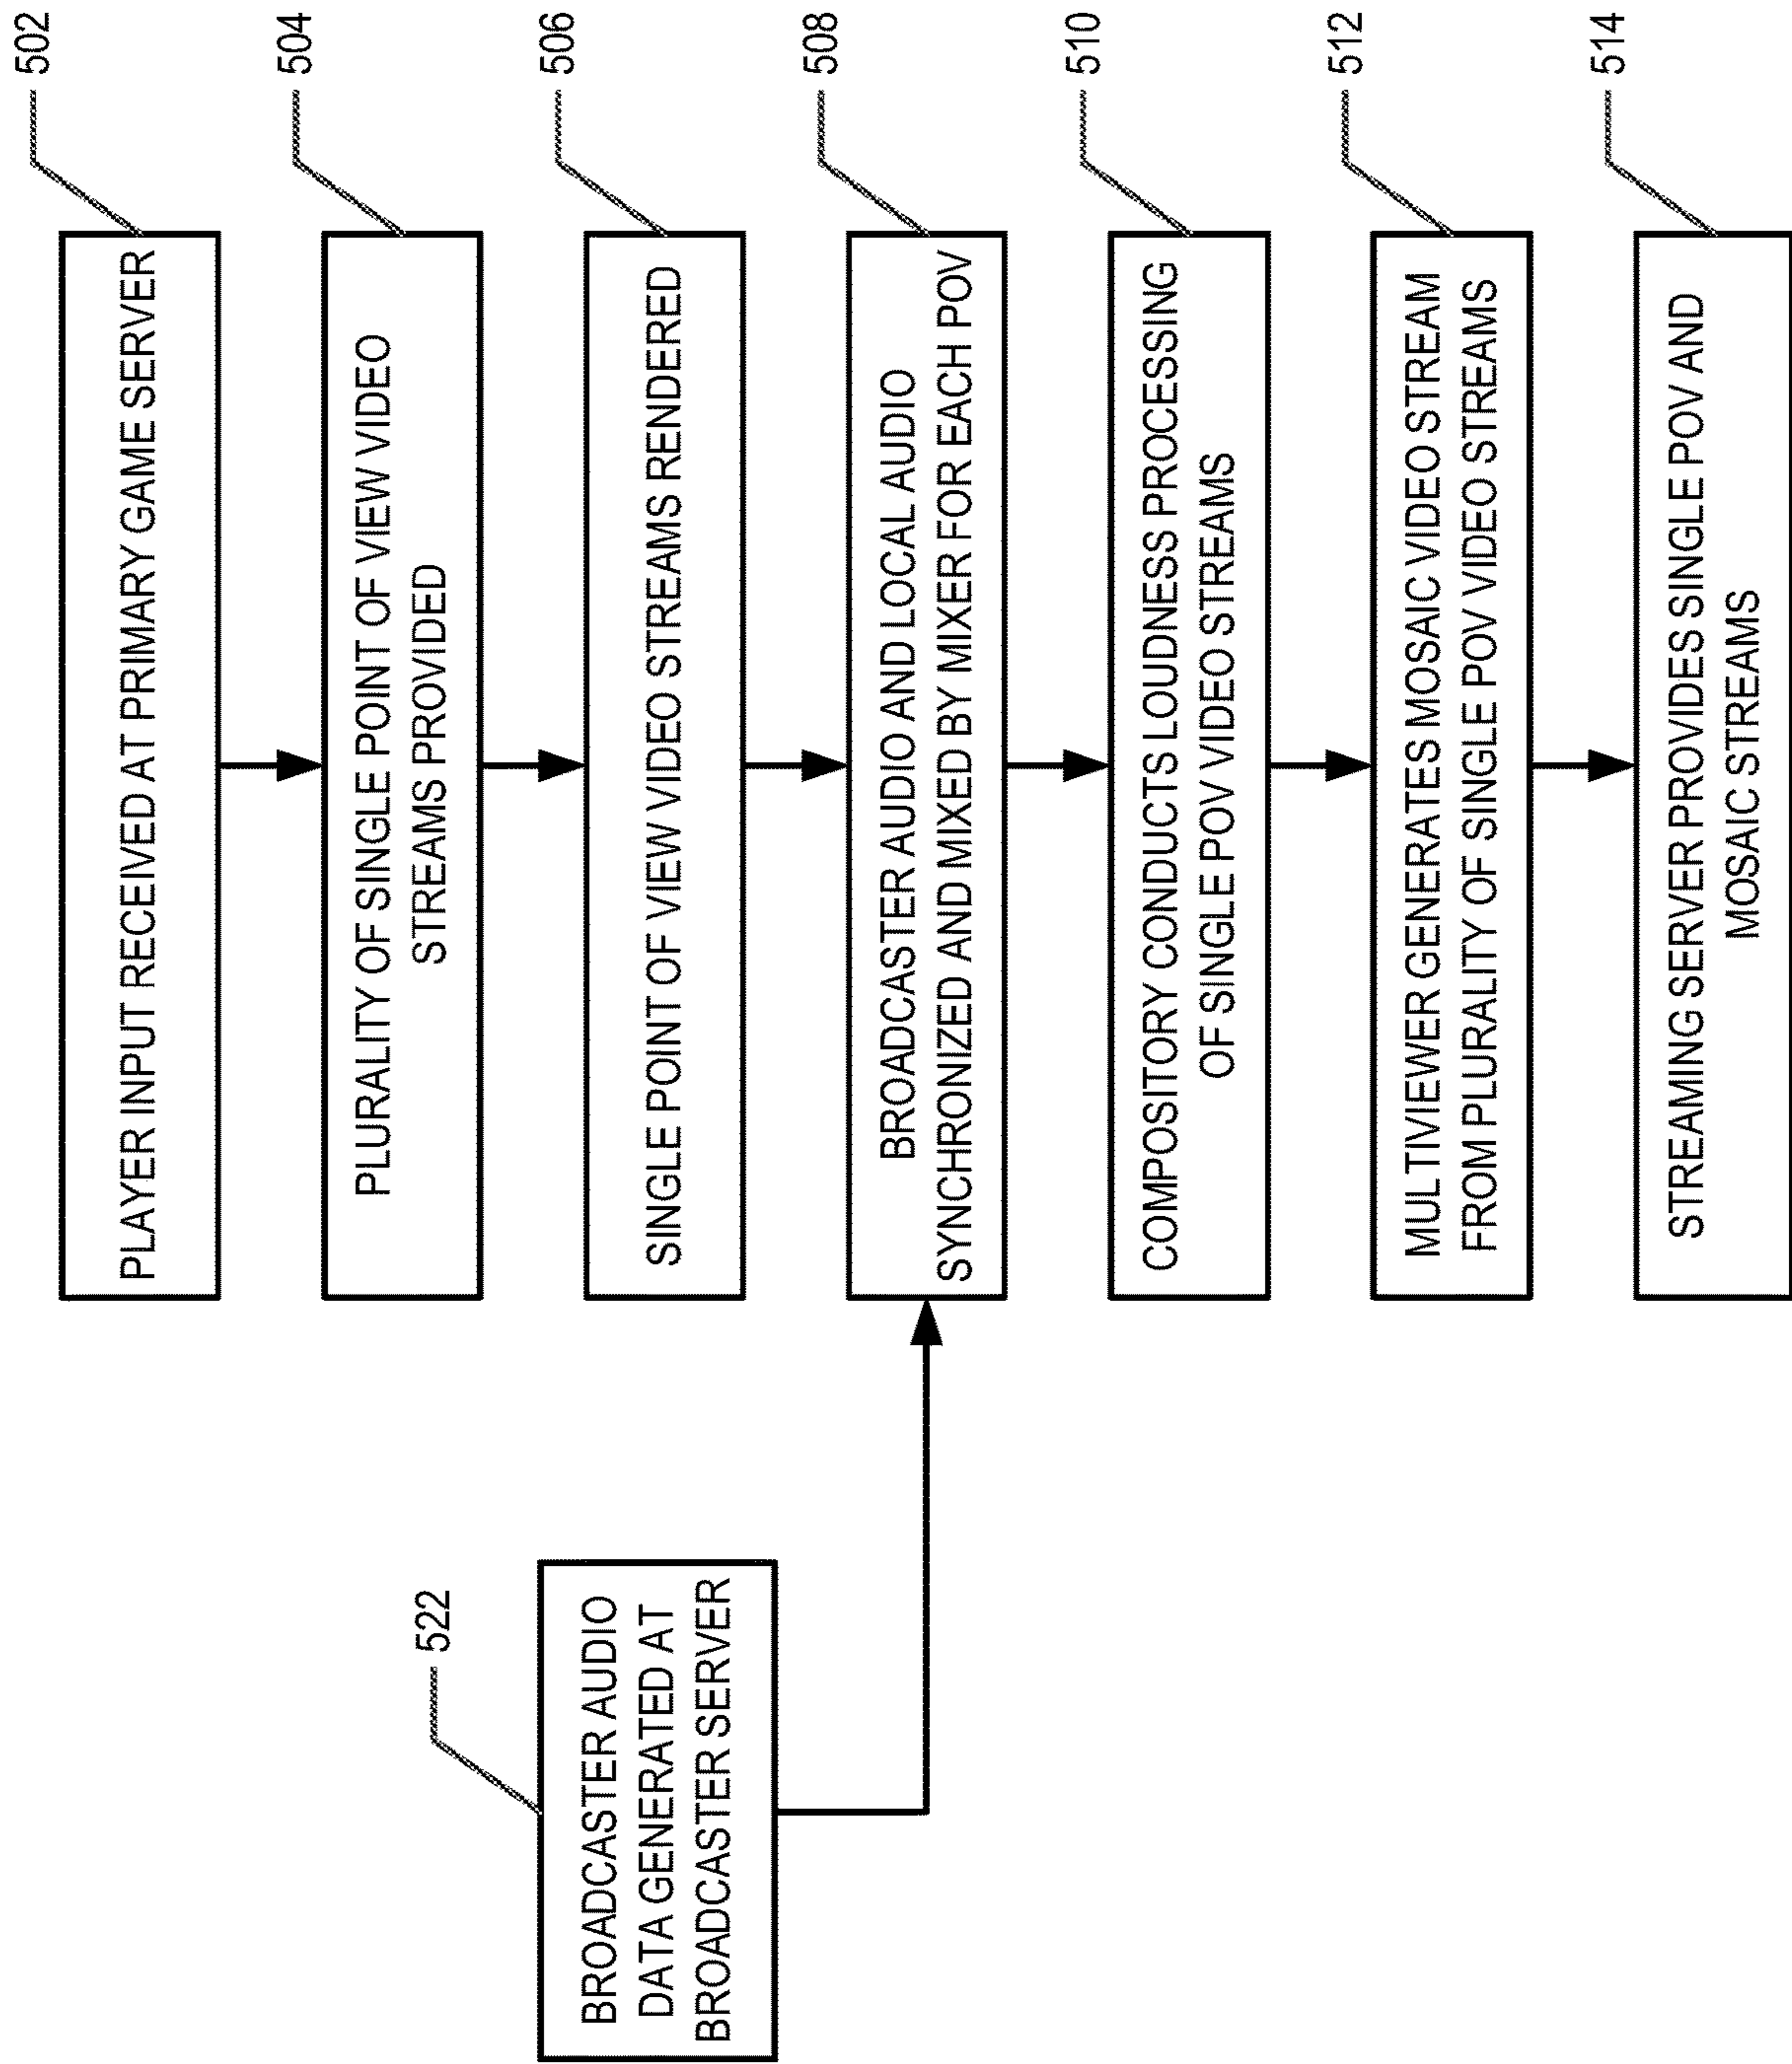 502
PLAYER INPUT RECEIVED AT PRIMARY GAME SERVER
504
PLURALITY OF SINGLE POINT OF VIEW VIDEO
STREAMS PROVIDED
506
SINGLE POINT OF VIEW VIDEO STREAMS RENDERED
522
BROADCASTER AUDIO
DATA GENERATED AT
BROADCASTER SERVER
508
BROADCASTER AUDIO AND LOCAL AUDIO
SYNCHRONIZED AND MIXED BY MIXER FOR EACH POV
510
COMPOSITORY CONDUCTS LOUDNESS PROCESSING
OF SINGLE POV VIDEO STREAMS
512
MULTIVIEWER GENERATES MOSAIC VIDEO STREAM
FROM PLURALITY OF SINGLE POV VIDEO STREAMS
514
STREAMING SERVER PROVIDES SINGLE POV AND
MOSAIC STREAMS